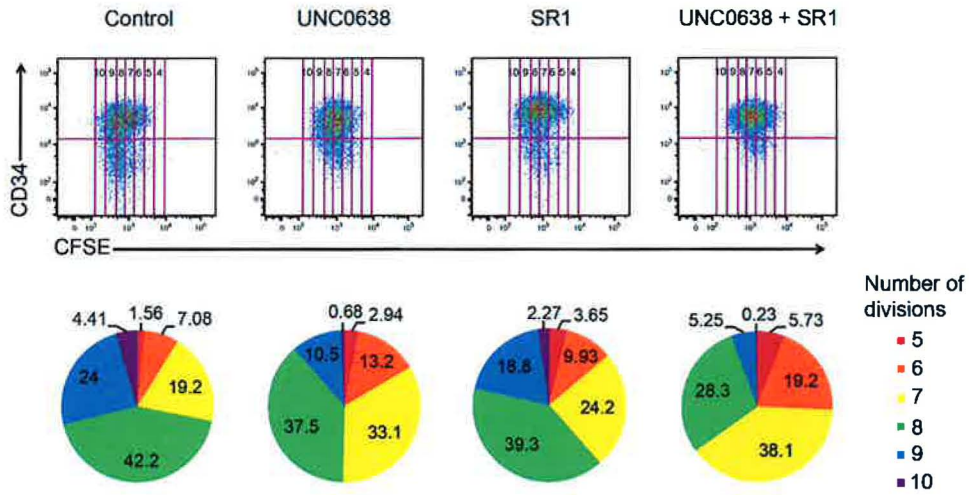 Control UNC0638 SR1 UNC0638 + SR1
10 9 8 7 6 5 4 10 9 8 7 6 5 4 10 9 8 7 6 5 4 10 9 8 7 6 5 4
CD34
CFSE
Number of
divisions
4.41 1.56 7.08 0.68 2.94 2.27 3.65 5.25 0.23 5.73
24 19.2 42.2 10.5 13.2 37.5 33.1 18.8 9.93 24.2 39.3 28.3 19.2 38.1
5
6
7
8
9
10